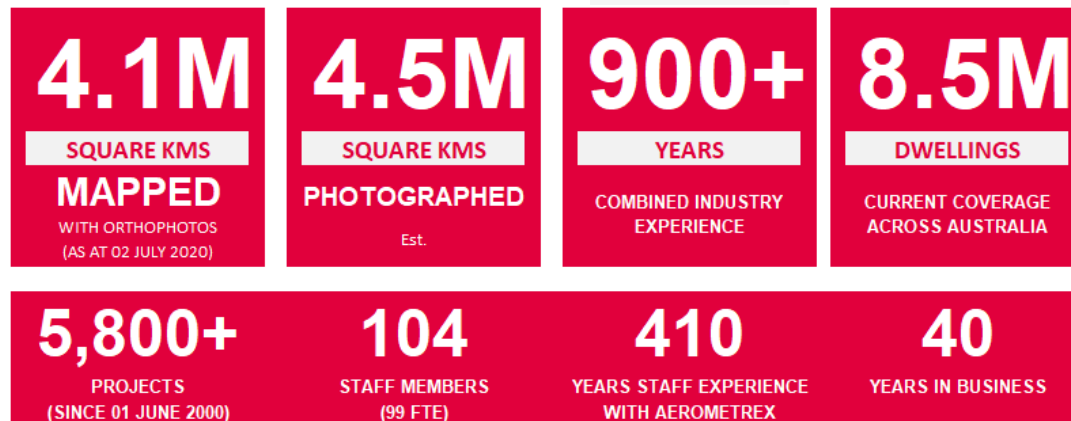 4.1M
SQUARE KMS
MAPPED
WITH ORTHOPHOTOS
(AS AT 02 JULY 2020)
4.5M
SQUARE KMS
PHOTOGRAPHED
Est.
900+
YEARS
COMBINED INDUSTRY
EXPERIENCE
8.5M
DWELLINGS
CURRENT COVERAGE
ACROSS AUSTRALIA
5,800+
PROJECTS
(SINCE 01 JUNE 2000)
104
STAFF MEMBERS
(99 FTE)
410
YEARS STAFF EXPERIENCE
WITH AEROMETREX
40
YEARS IN BUSINESS